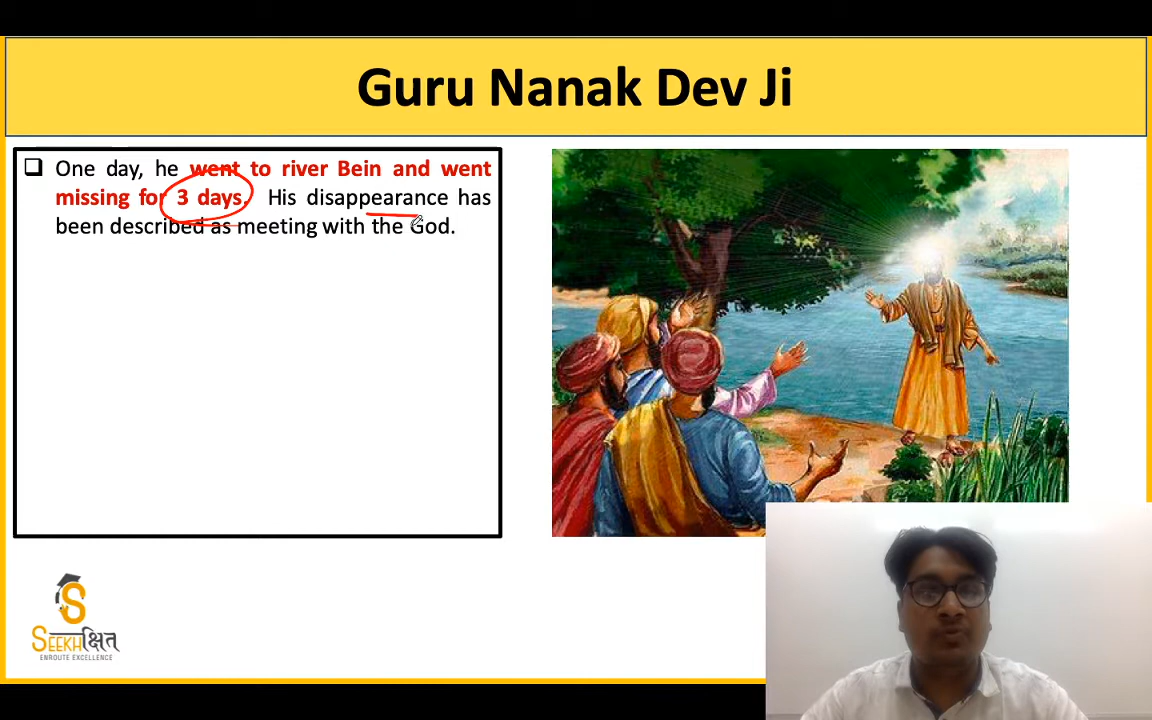 Guru Nanak Dev Ji
One day, he went to river Bein and went
missing for 3 days. His disappearance has
been described as meeting with the God.
S
SEEKHक्षित
ENROUTE EXCELLENCE